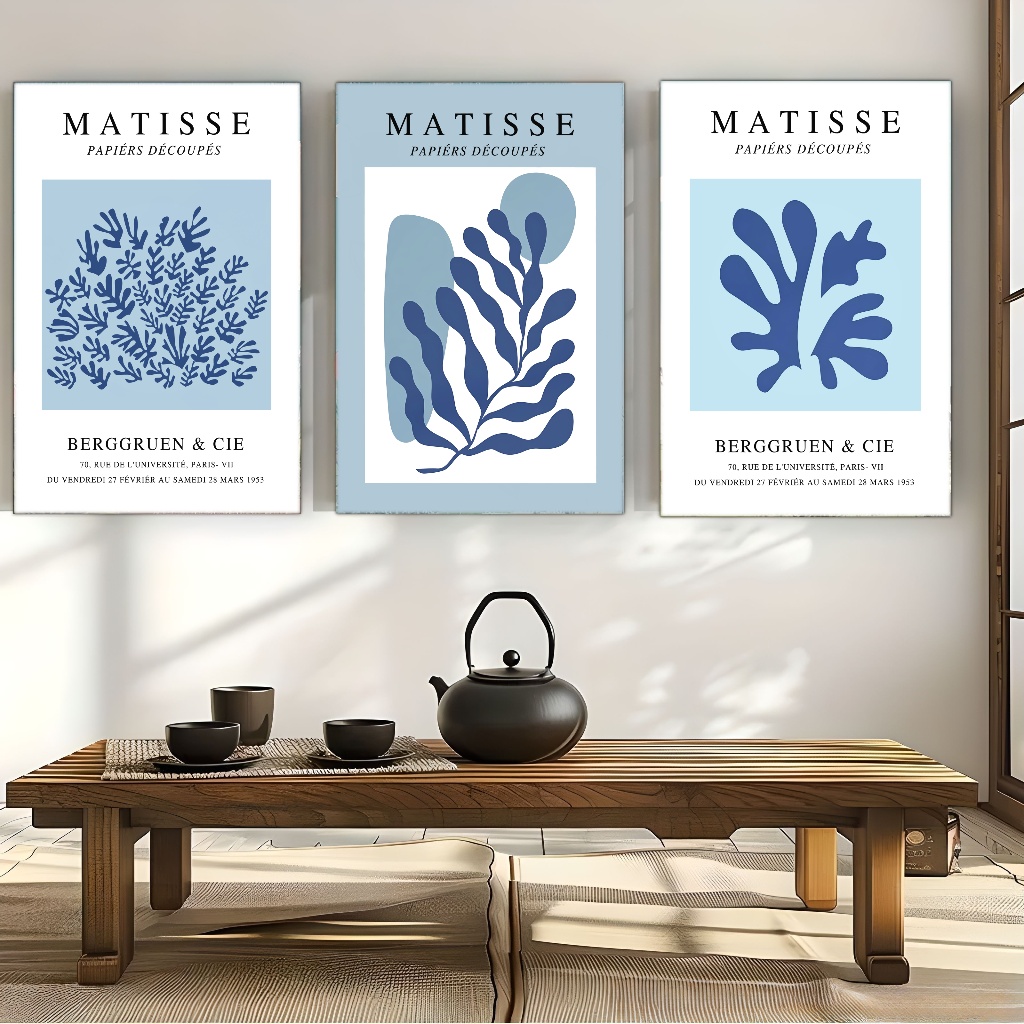 MATISSE
PAPIÉRS DÉCOUPÉS
BERGGRUEN & CIE
70, RUE DE L'UNIVERSITÉ, PARIS- VII
DU VENDREDI 27 FÉVRIÉR AU SAMEDI 28 MARS 1953
MATISSE
PAPIÉRS DÉCOUPÉS
MATISSE
PAPIÉRS DÉCOUPÉS
BERGGRUEN & CIE
70, RUE DE L'UNIVERSITÉ, PARIS- VII
DU VENDREDI 27 FÉVRIÉR AU SAMEDI 28 MARS 1953